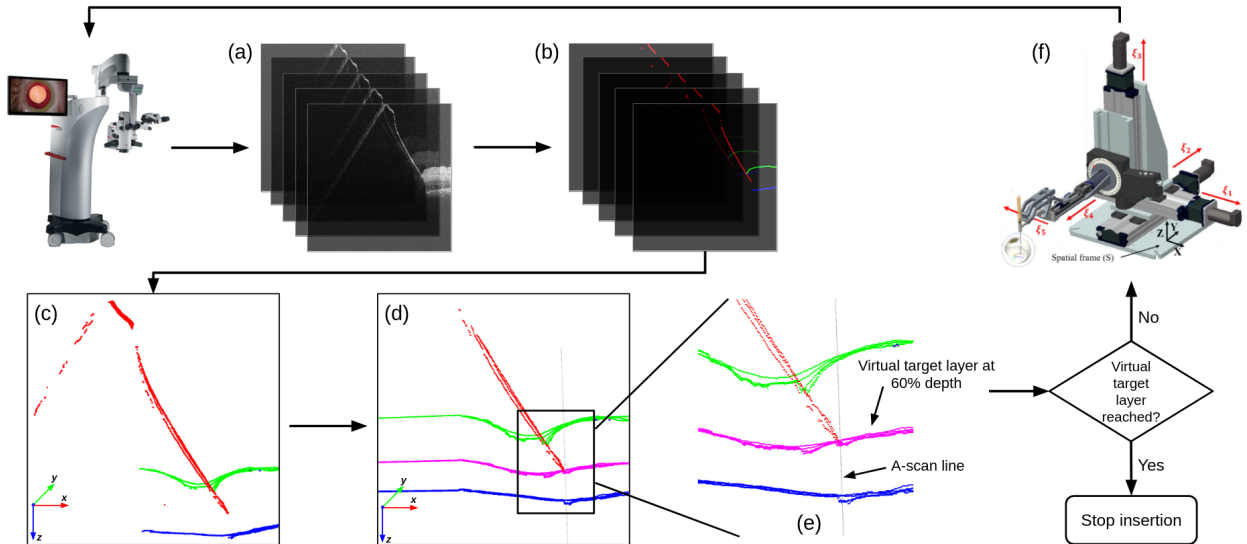 (a)
(b)
(f)
ξ3
ξ2
ξ1
ξ4
ξ5
Z
Y
X
Spatial frame (S)
(c)
y
x
z
(d)
y
x
z
Virtual target layer at
60% depth
A-scan line
(e)
No
Virtual
target
layer
reached?
Yes
Stop insertion